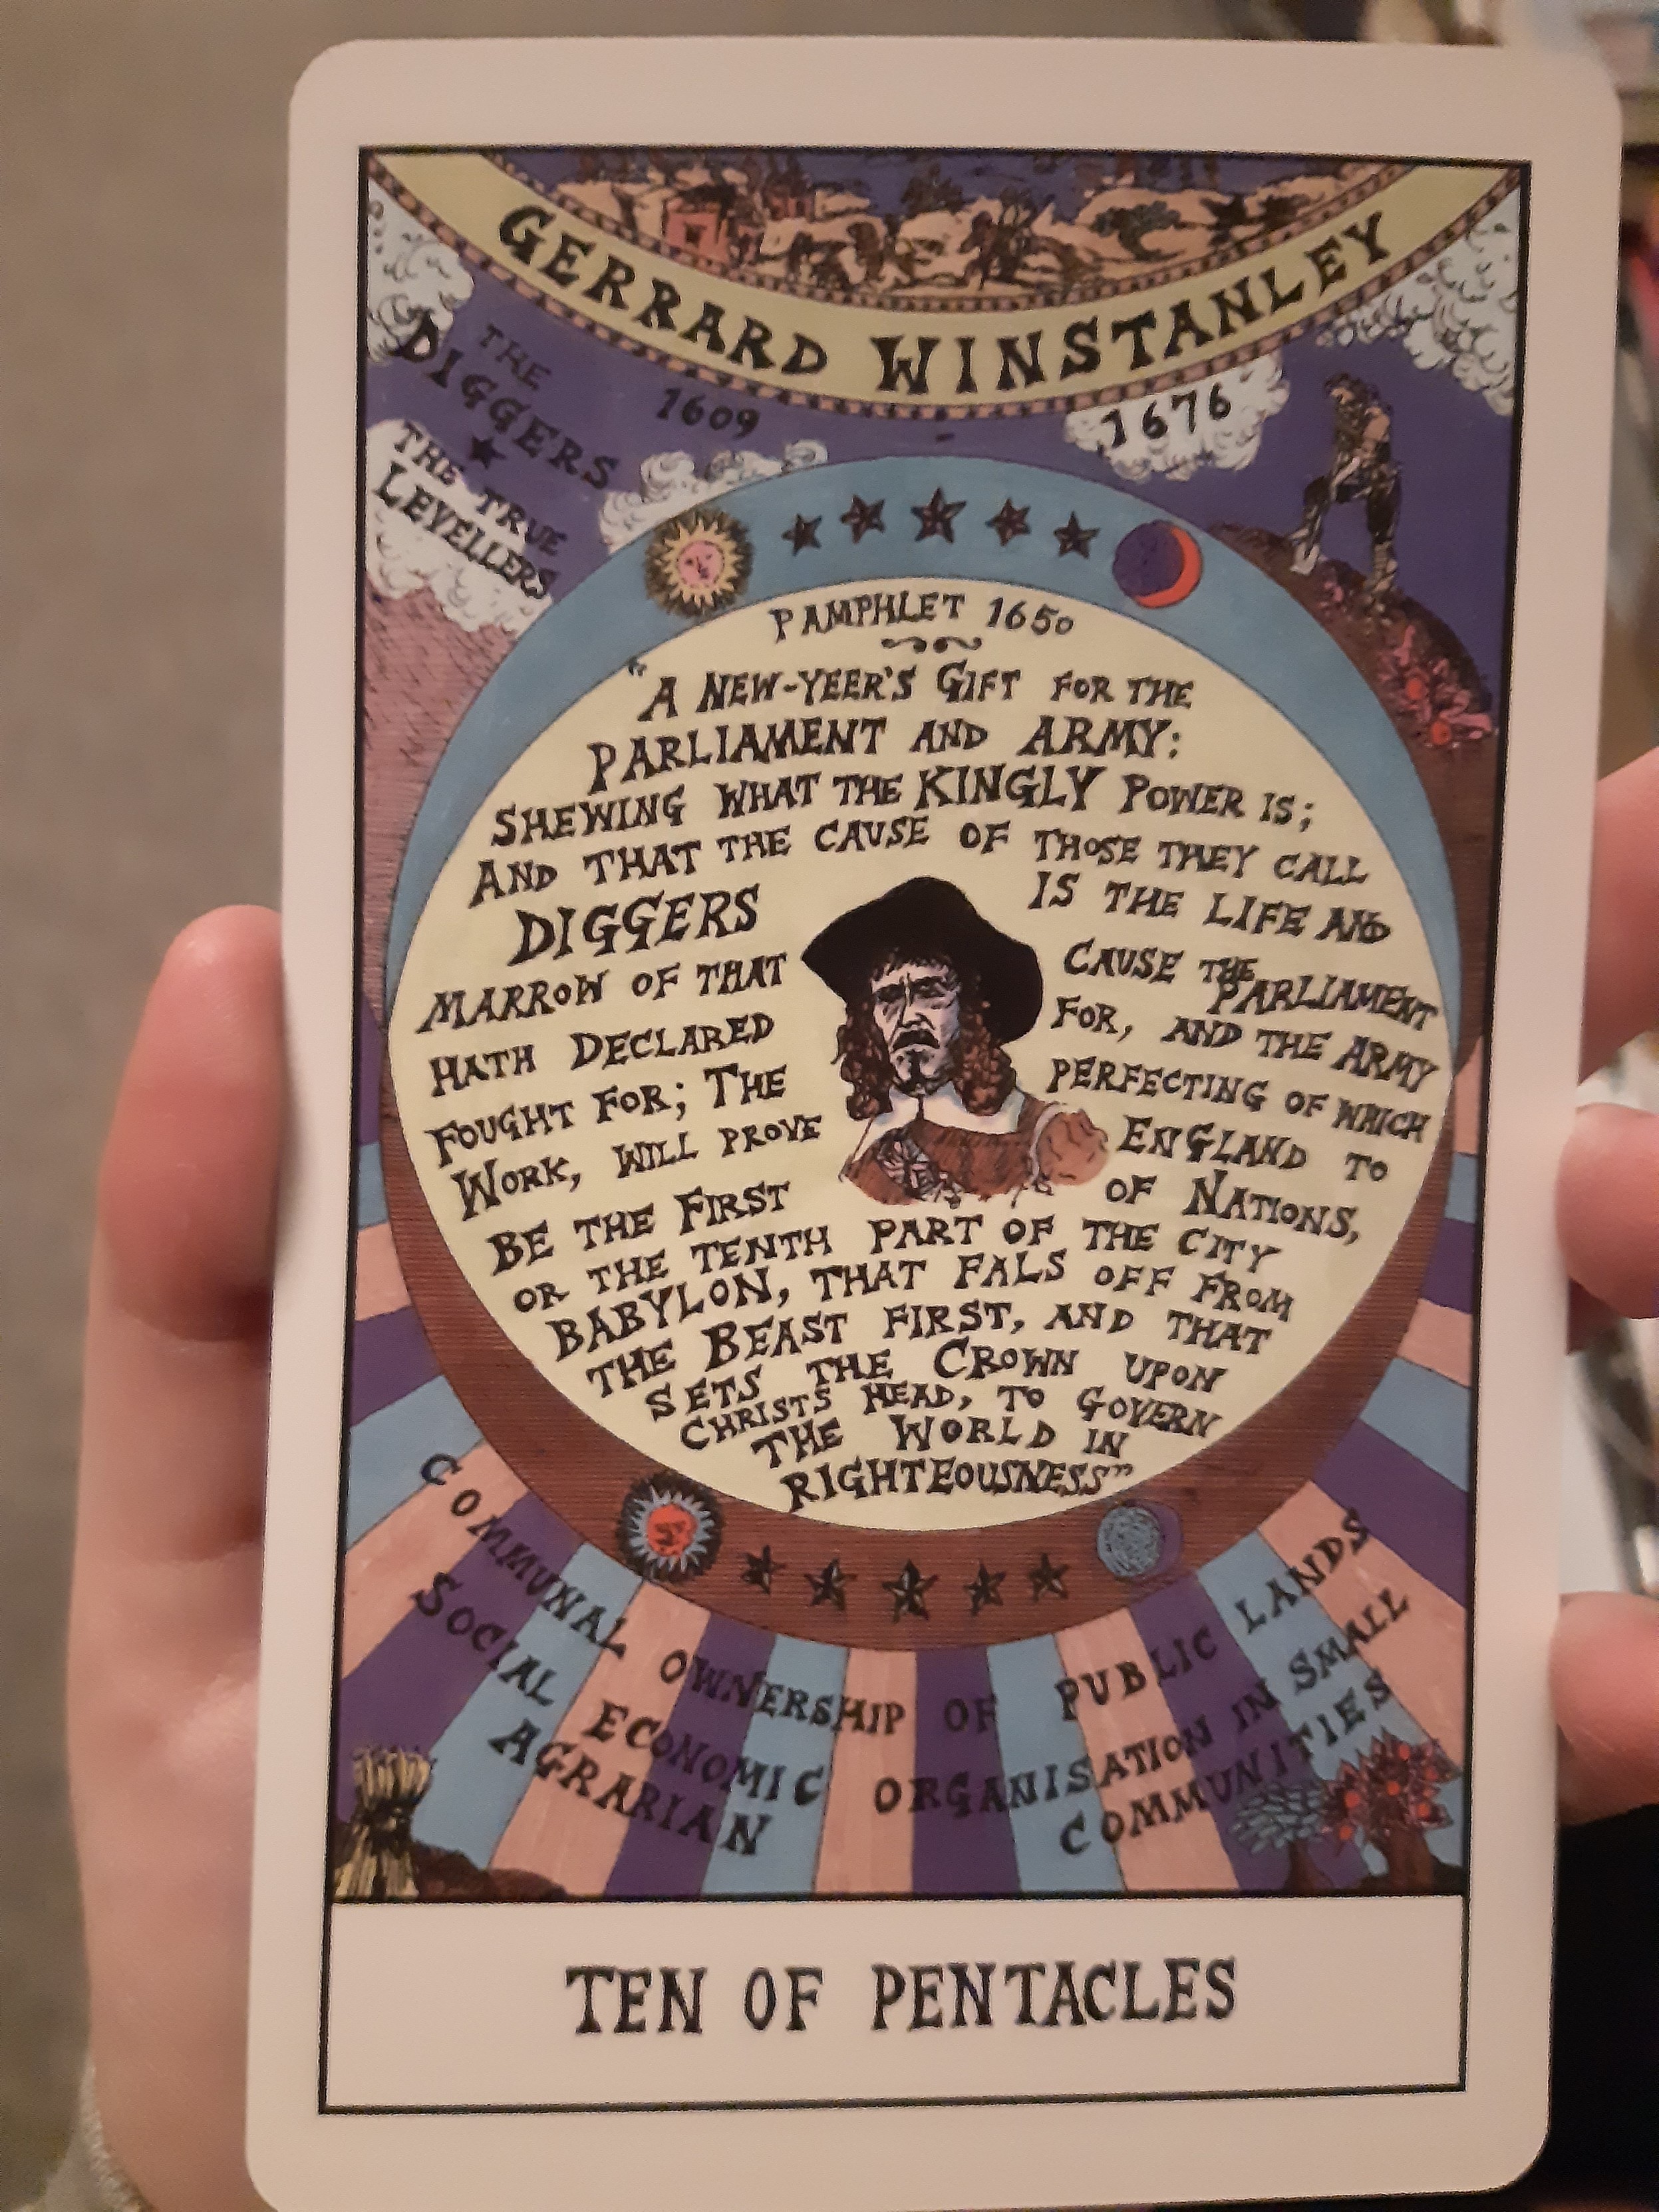 GERRARD WINSTANLEY
1609 - 1676
THE
DIGGERS
THE TRUE
LEVELLERS
PAMPHLET 1650
"A NEW-YEER'S GIFT FOR THE
PARLIAMENT AND ARMY:
SHEWING WHAT THE KINGLY POWER IS;
AND THAT THE CAUSE OF THOSE THEY CALL
DIGGERS IS THE LIFE AND
MARROW OF THAT CAUSE THE PARLIAMENT
HATH DECLARED FOR, AND THE ARMY
FOUGHT FOR; THE PERFECTING OF WHICH
WORK, WILL PROVE ENGLAND TO
BE THE FIRST OF NATIONS,
OR THE TENTH PART OF THE CITY
BABYLON, THAT FALS OFF FROM
THE BEAST FIRST, AND THAT
SETS THE CROWN UPON
CHRISTS HEAD, TO GOVERN
THE WORLD IN
RIGHTEOUSNESS"
COMMUNAL OWNERSHIP OF PUBLIC LANDS
SOCIAL ECONOMIC ORGANISATION IN SMALL
AGRARIAN COMMUNITIES
TEN OF PENTACLES